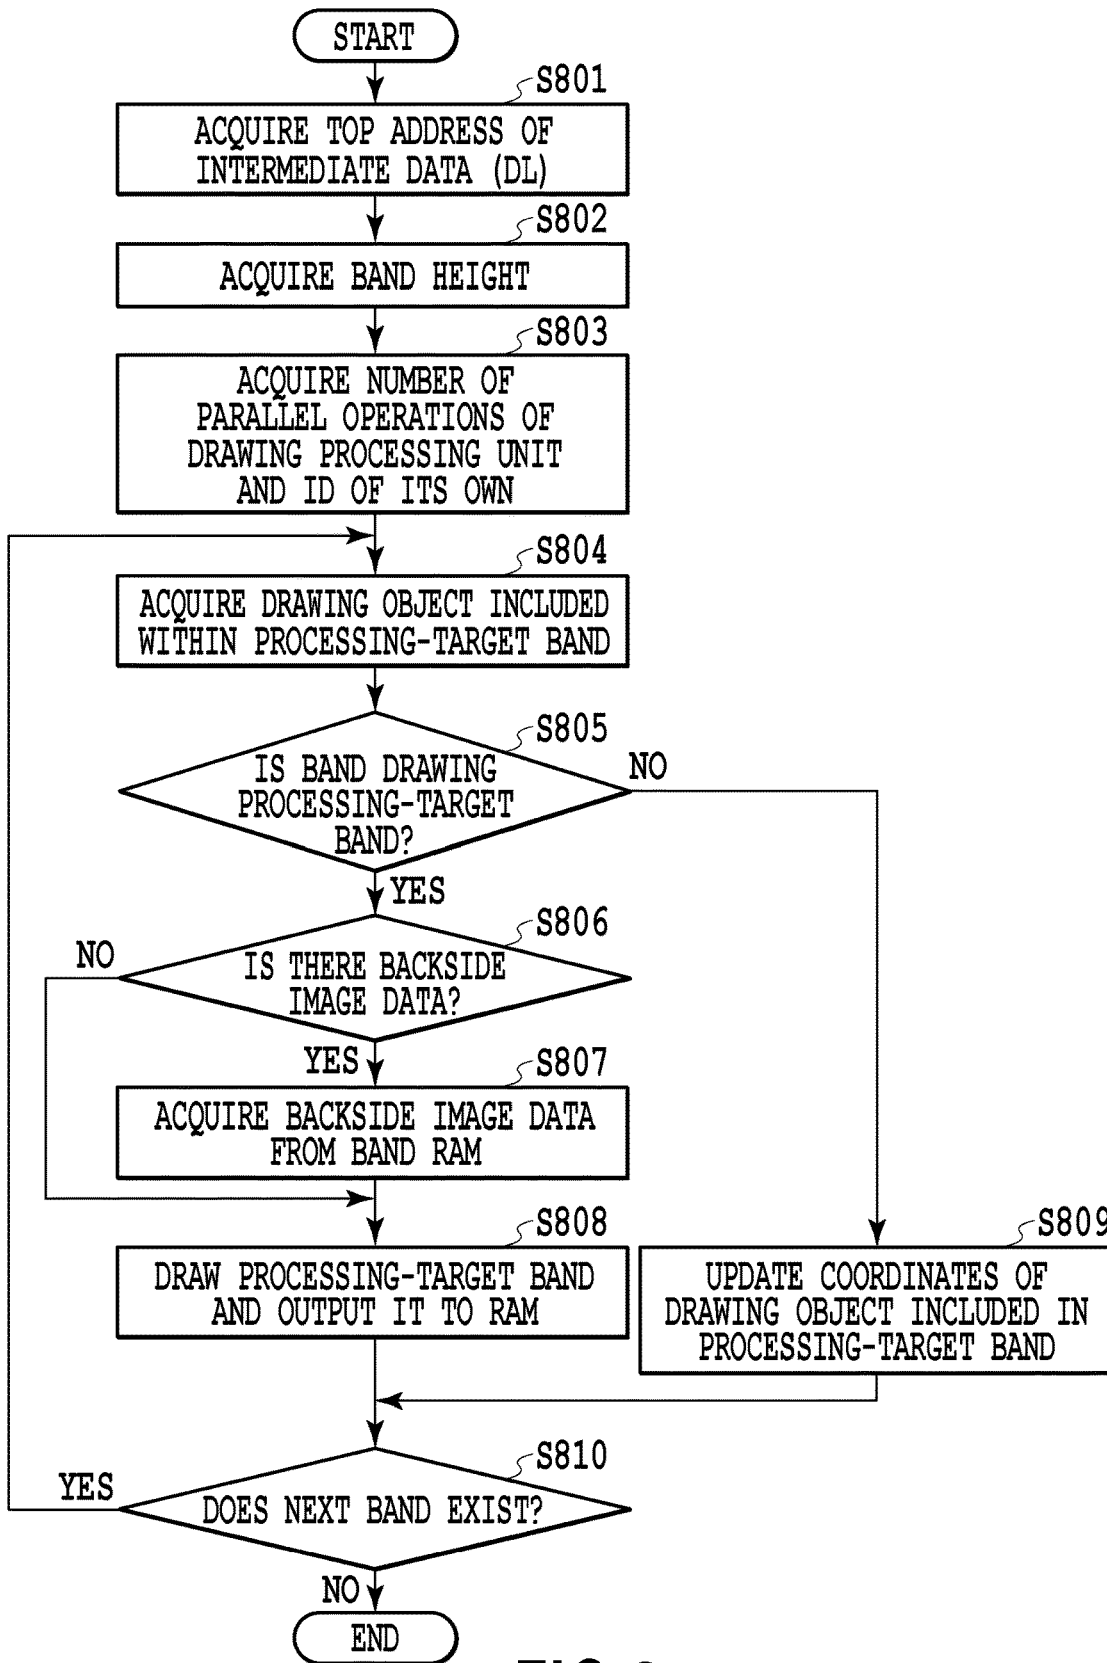 START
S801
ACQUIRE TOP ADDRESS OF
INTERMEDIATE DATA (DL)
S802
ACQUIRE BAND HEIGHT
S803
ACQUIRE NUMBER OF
PARALLEL OPERATIONS OF
DRAWING PROCESSING UNIT
AND ID OF ITS OWN
S804
ACQUIRE DRAWING OBJECT INCLUDED
WITHIN PROCESSING-TARGET BAND
S805
IS BAND DRAWING
PROCESSING-TARGET
BAND?
NO
YES
S806
NO
IS THERE BACKSIDE
IMAGE DATA?
YES
S807
ACQUIRE BACKSIDE IMAGE DATA
FROM BAND RAM
S808
DRAW PROCESSING-TARGET BAND
AND OUTPUT IT TO RAM
S809
UPDATE COORDINATES OF
DRAWING OBJECT INCLUDED IN
PROCESSING-TARGET BAND
S810
YES
DOES NEXT BAND EXIST?
NO
END